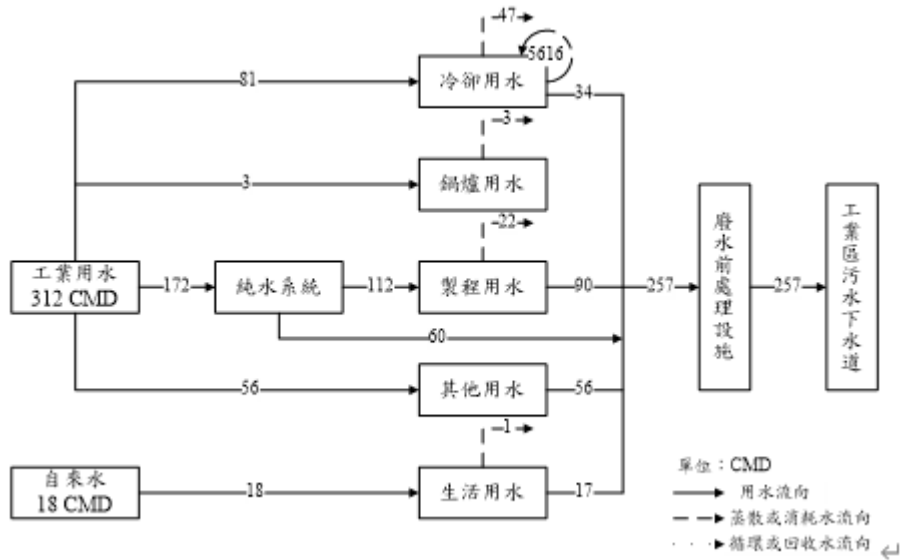 47
5616
81
冷卻用水
34
3
3
鍋爐用水
22
工業用水
312 CMD
172
純水系統
112
製程用水
90
257
廢水前處理設施
257
工業區污水下水道
60
56
其他用水
56
1
自來水
18 CMD
18
生活用水
17
單位：CMD
用水流向
蒸散或消耗水流向
循環或回收水流向